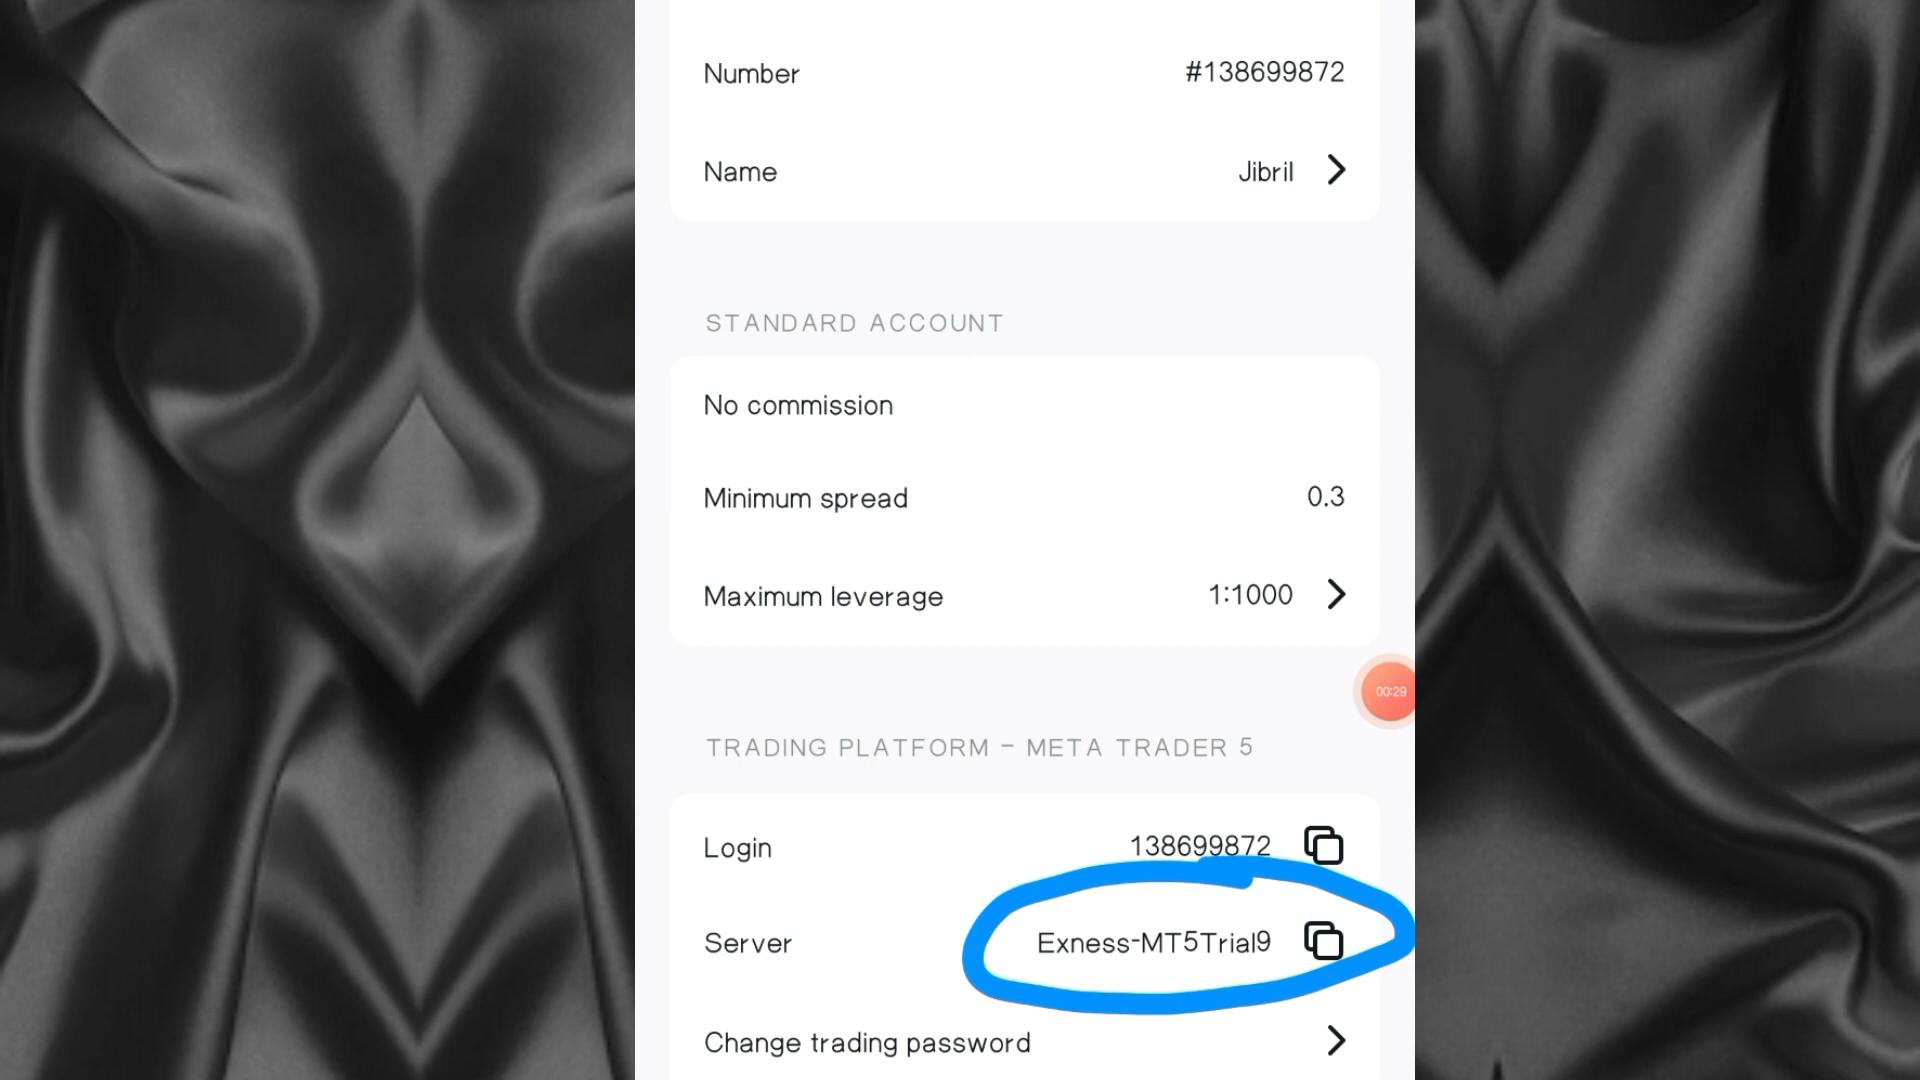 Number #138699872
Name Jibril
STANDARD ACCOUNT
No commission
Minimum spread 0.3
Maximum leverage 1:1000
00:29
TRADING PLATFORM - META TRADER 5
Login 138699872
Server Exness-MT5Trial9
Change trading password